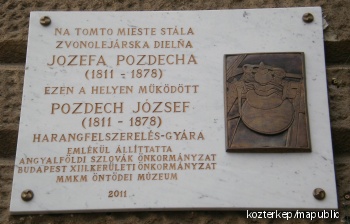 NA TOMTO MIESTE STÁLA
ZVONOLEJÁRSKA DIELŇA
JOZEFA POZDECHA
(1811 - 1878)
EZEN A HELYEN MŰKÖDÖTT
POZDECH JÓZSEF
(1811 - 1878)
HARANGFELSZERELÉS-GYÁRA
EMLÉKÜL ÁLLÍTTATTA
ANGYALFÖLDI SZLOVÁK ÖNKORMÁNYZAT
BUDAPEST XIII.KERÜLETI ÖNKORMÁNYZAT
MMKM ÖNTÖDEI MÚZEUM
2011
kozterkep/mapublic